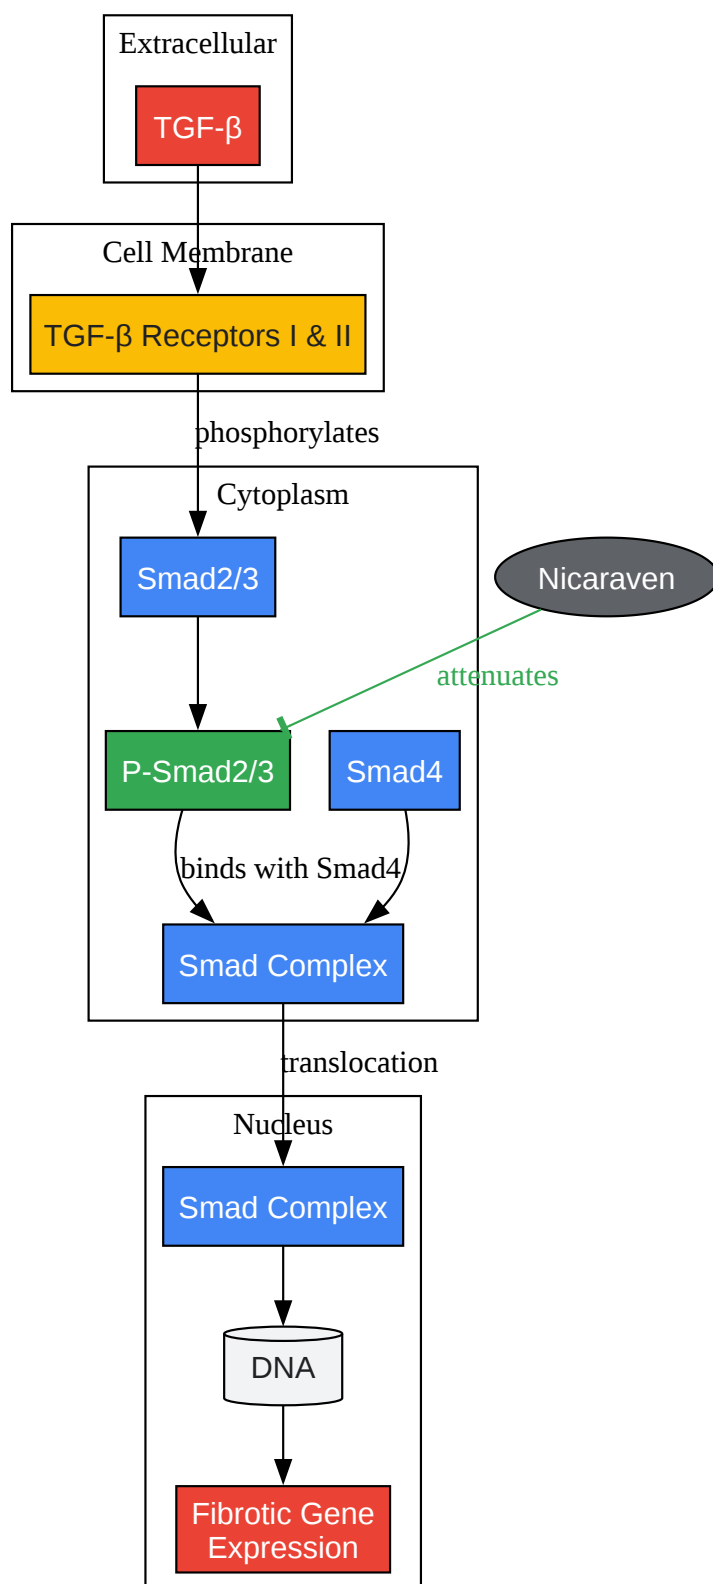 Extracellular
TGF-β
Cell Membrane
TGF-β Receptors I & II
phosphorylates
Cytoplasm
Smad2/3
Nicaraven
attenuates
P-Smad2/3
Smad4
binds with Smad4
Smad Complex
translocation
Nucleus
Smad Complex
DNA
Fibrotic Gene
Expression